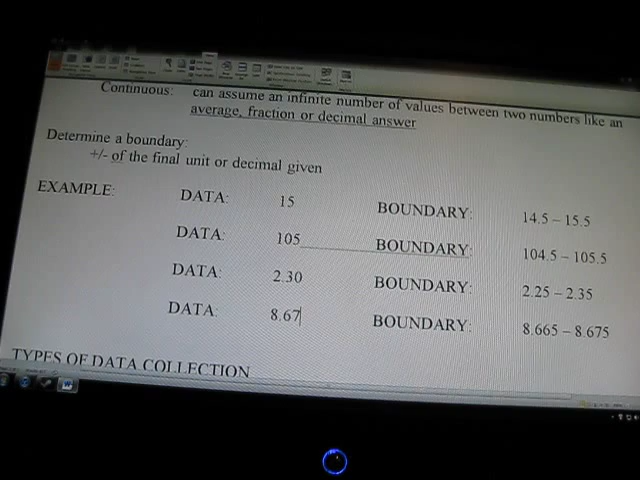 Continuous: can assume an infinite number of values between two numbers like an
average, fraction or decimal answer
Determine a boundary:
+/- of the final unit or decimal given
EXAMPLE: DATA: 15 BOUNDARY: 14.5 – 15.5
DATA: 105 BOUNDARY: 104.5 – 105.5
DATA: 2.30 BOUNDARY: 2.25 – 2.35
DATA: 8.67 BOUNDARY: 8.665 – 8.675
TYPES OF DATA COLLECTION